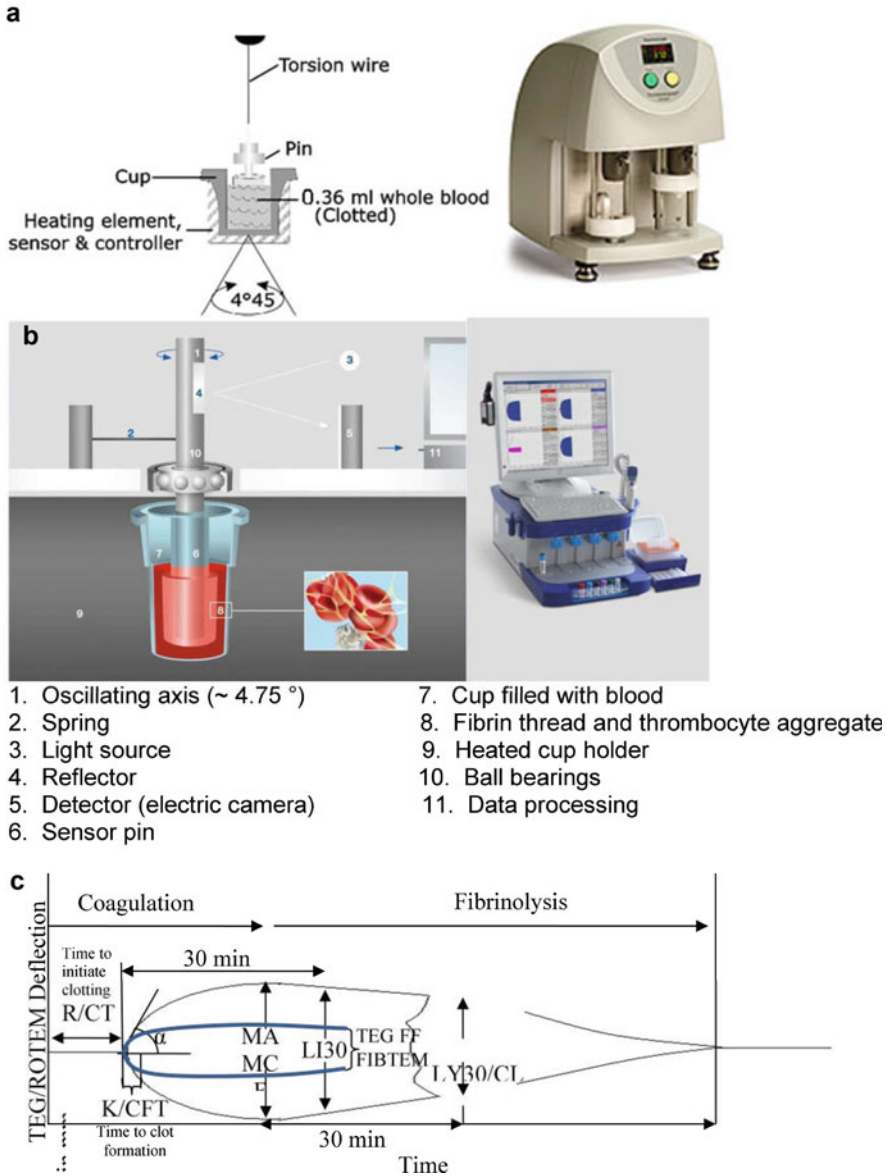 a
Torsion wire
Pin
Cup
0.36 ml whole blood
(Clotted)
Heating element,
sensor & controller
4°45
b
1
2
3
4
5
6
7
8
9
10
11
1. Oscillating axis (~ 4.75 °)
2. Spring
3. Light source
4. Reflector
5. Detector (electric camera)
6. Sensor pin
7. Cup filled with blood
8. Fibrin thread and thrombocyte aggregate
9. Heated cup holder
10. Ball bearings
11. Data processing
c
TEG/ROTEM Deflection
Coagulation
Fibrinolysis
Time to
initiate
clotting
R/CT
30 min
α
MA
MC
LI30
TEG FF
FIBTEM
LY30/CL
K/CFT
Time to clot
formation
30 min
Time